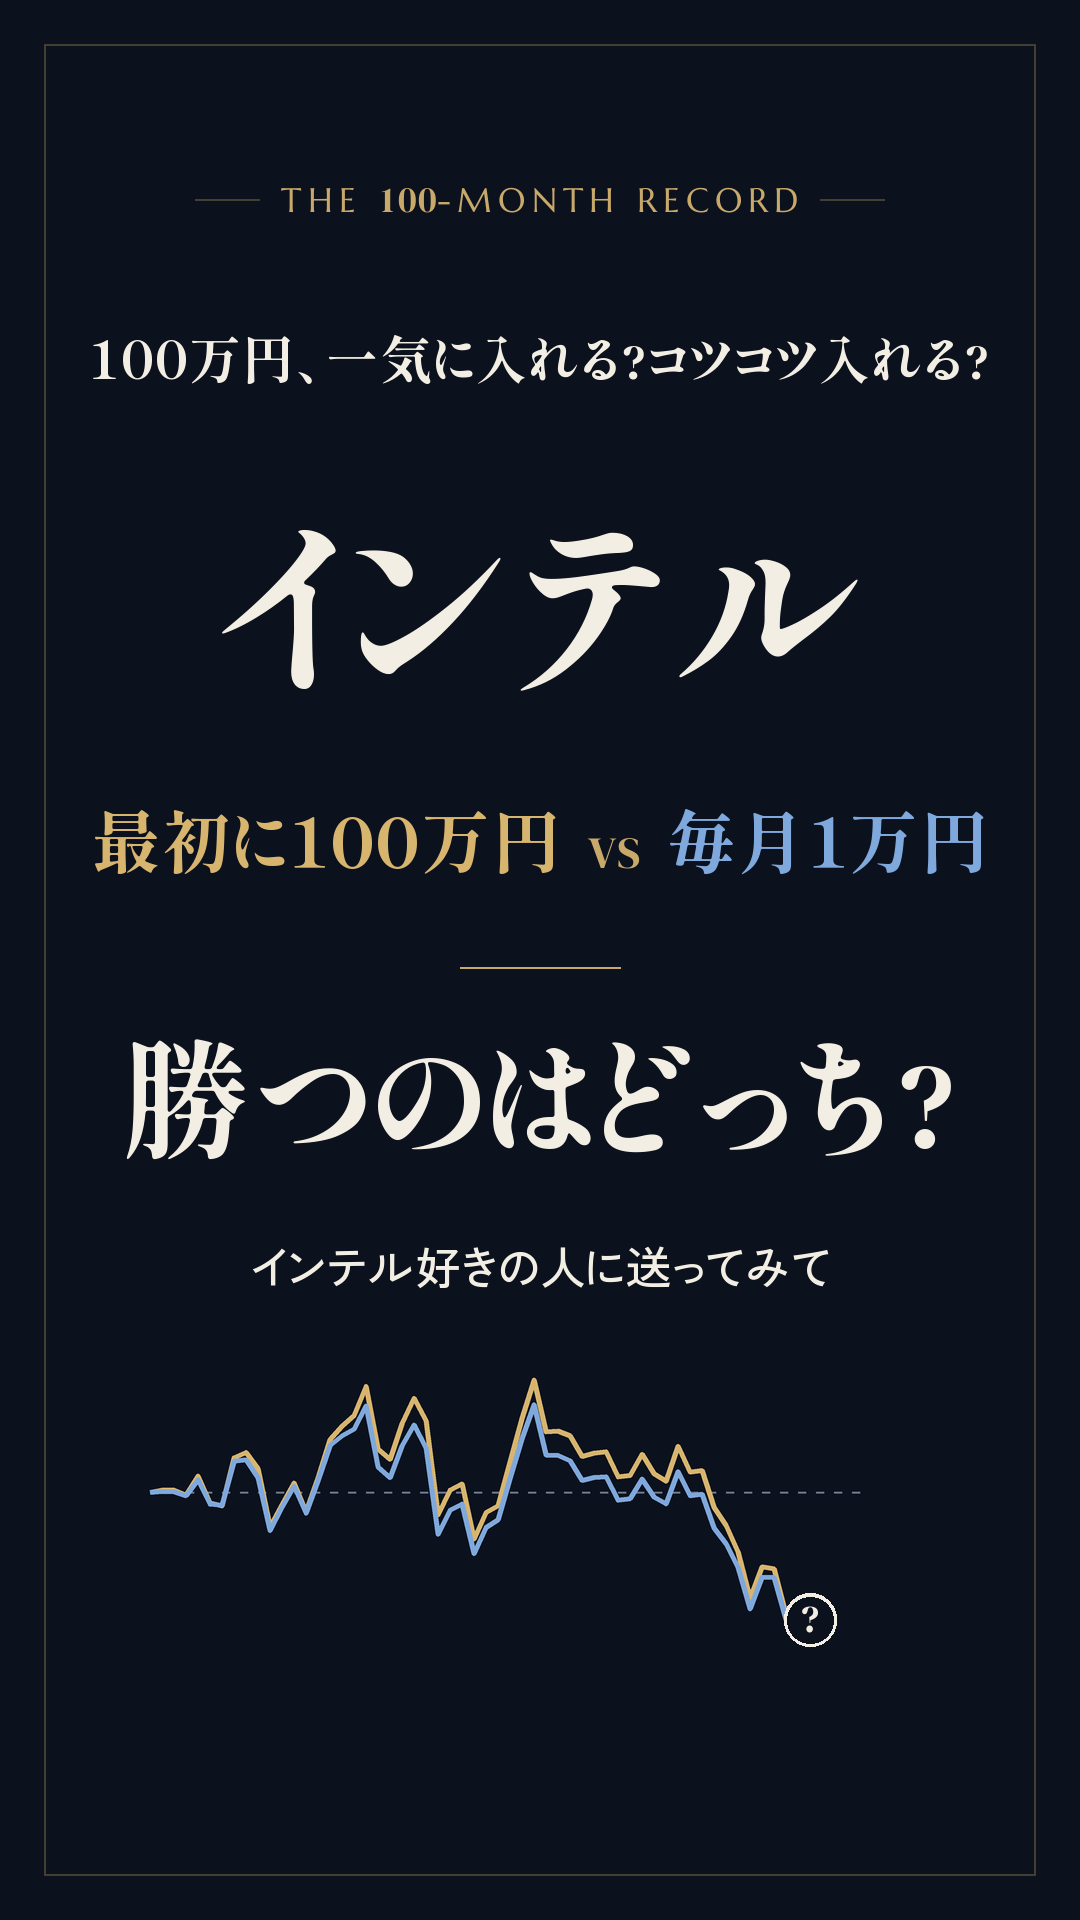 THE 100-MONTH RECORD
100万円、一気に入れる?コツコツ入れる?
インテル
最初に100万円 vs 毎月1万円
勝つのはどっち?
インテル好きの人に送ってみて
?